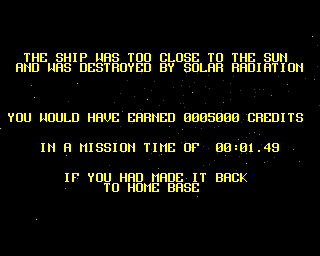 THE SHIP WAS TOO CLOSE TO THE SUN
AND WAS DESTROYED BY SOLAR RADIATION
YOU WOULD HAVE EARNED 0005000 CREDITS
IN A MISSION TIME OF 00:01.49
IF YOU HAD MADE IT BACK
TO HOME BASE